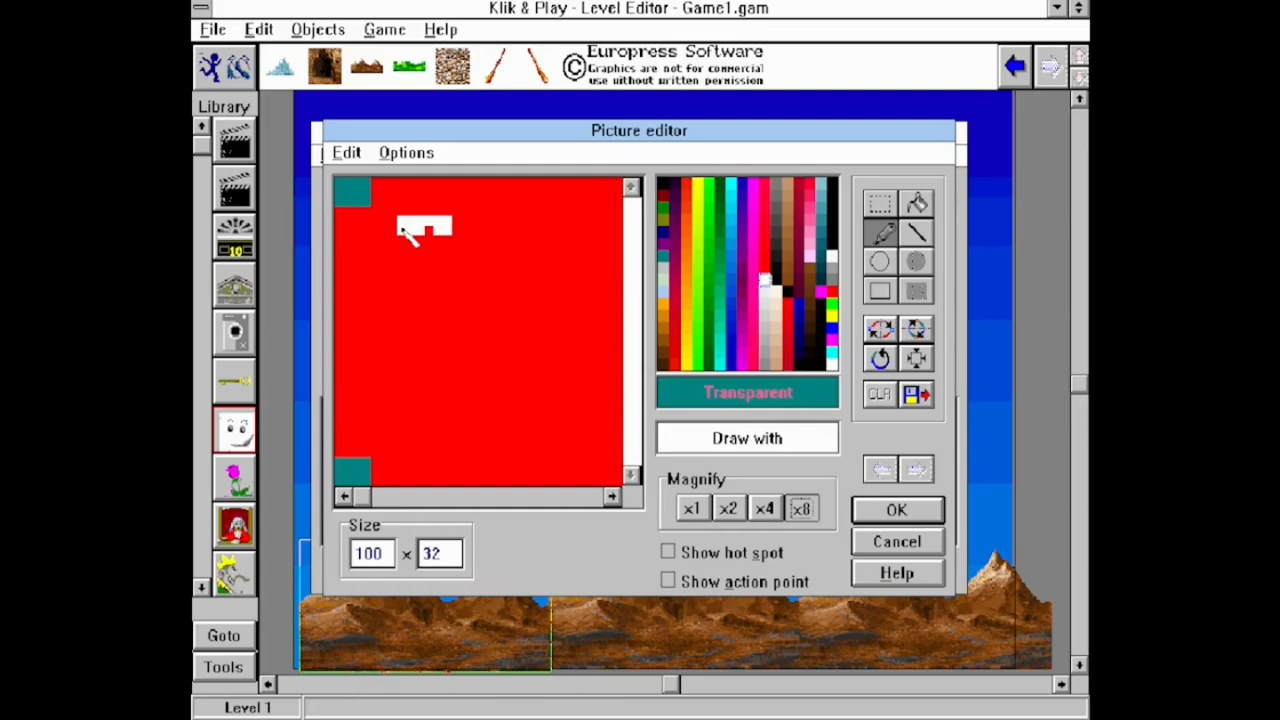 Klik & Play - Level Editor - Game1.gam
File Edit Objects Game Help
© Europress Software
Graphics are not for commercial
use without written permission
Library
10
Picture editor
Edit Options
Transparent
Draw with
Magnify
x1 x2 x4 x8
CLR
OK
Size
100 × 32
Show hot spot
Cancel
Show action point
Help
Goto
Tools
Level 1